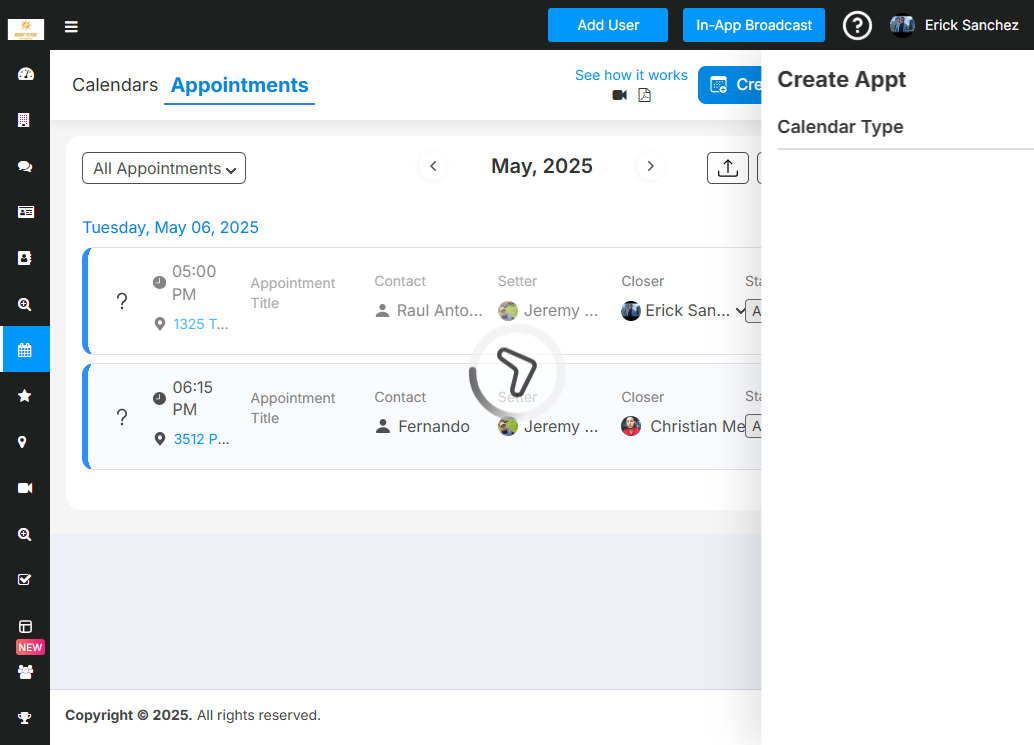 Add User
In-App Broadcast
Erick Sanchez
Calendars
Appointments
See how it works
Cre
Create Appt
Calendar Type
All Appointments
May, 2025
Tuesday, May 06, 2025
?
05:00 PM
1325 T...
Appointment Title
Contact
Raul Anto...
Setter
Jeremy ...
Closer
Erick San...
Sta
A
?
06:15 PM
3512 P...
Appointment Title
Contact
Fernando
Setter
Jeremy ...
Closer
Christian Me
Sta
A
NEW
Copyright © 2025. All rights reserved.